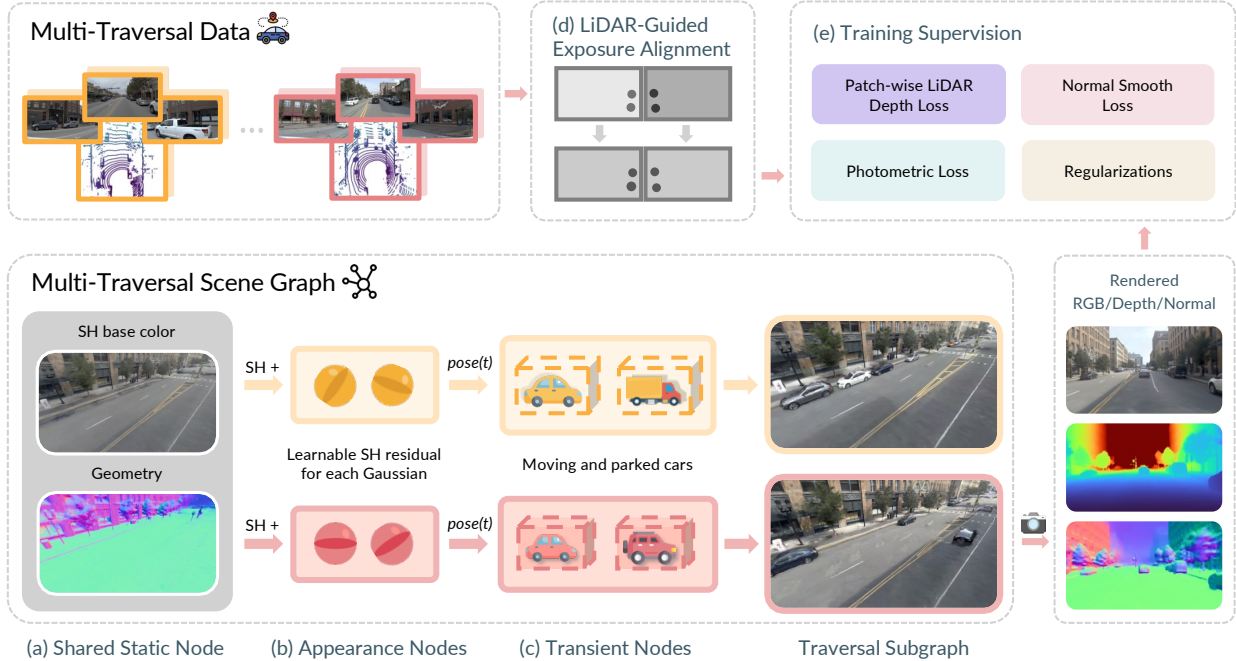 Multi-Traversal Data
(d) LiDAR-Guided
Exposure Alignment
(e) Training Supervision
Patch-wise LiDAR
Depth Loss
Normal Smooth
Loss
Photometric Loss
Regularizations
Multi-Traversal Scene Graph
SH base color
Geometry
SH +
SH +
Learnable SH residual
for each Gaussian
pose(t)
pose(t)
Moving and parked cars
Rendered
RGB/Depth/Normal
(a) Shared Static Node
(b) Appearance Nodes
(c) Transient Nodes
Traversal Subgraph